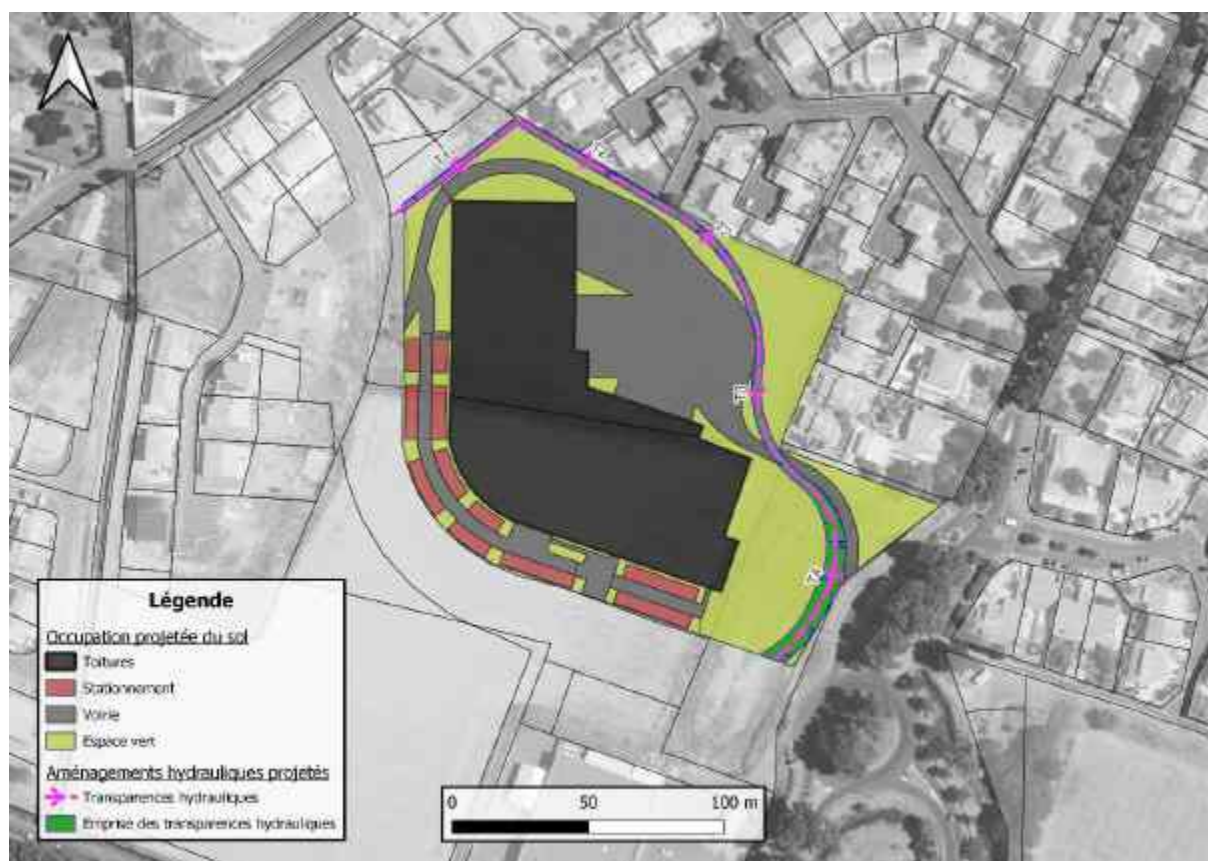 Légende
Occupation projetée du sol
Toitures
Stationnement
Voirie
Espace vert
Aménagements hydrauliques projetés
Transparences hydrauliques
Emprise des transparences hydrauliques
0 50 100 m